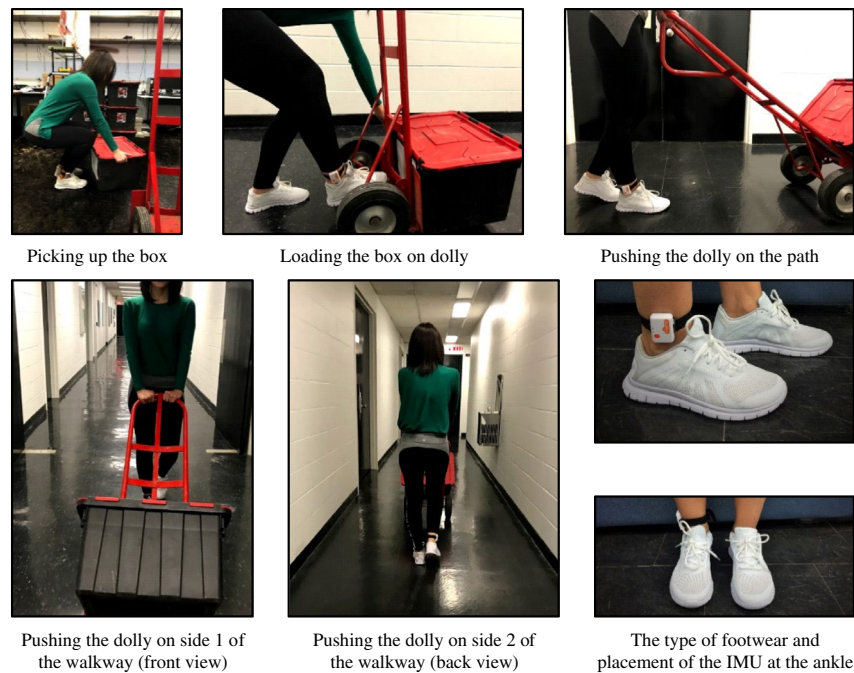 Picking up the box
Loading the box on dolly
Pushing the dolly on the path
Pushing the dolly on side 1 of
the walkway (front view)
Pushing the dolly on side 2 of
the walkway (back view)
The type of footwear and
placement of the IMU at the ankle